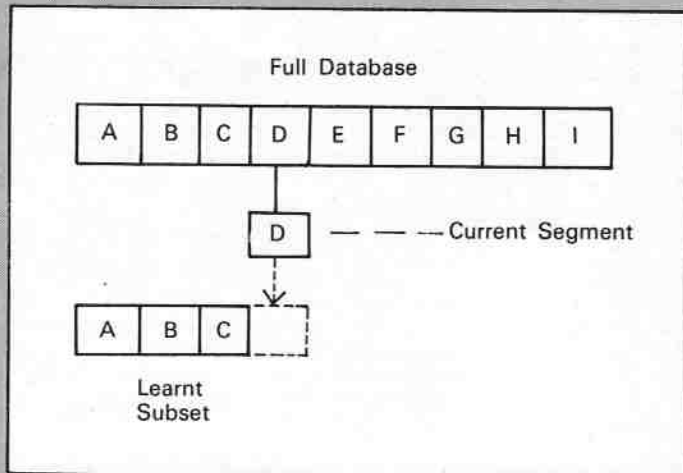 Full Database
A B C D E F G H I
D Current Segment
A B C
Learnt
Subset